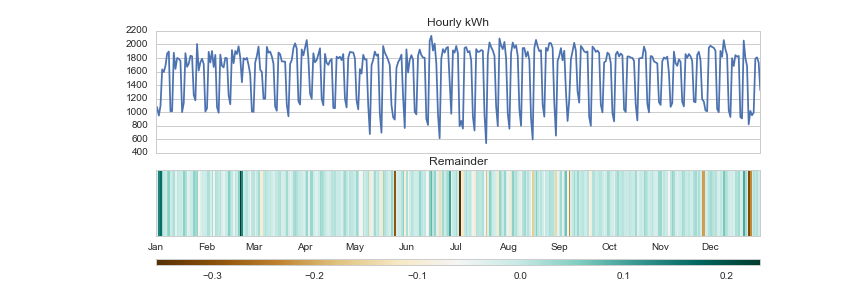 Hourly kWh
2200
2000
1800
1600
1400
1200
1000
800
600
400
Remainder
Jan Feb Mar Apr May Jun Jul Aug Sep Oct Nov Dec
−0.3 −0.2 −0.1 0.0 0.1 0.2